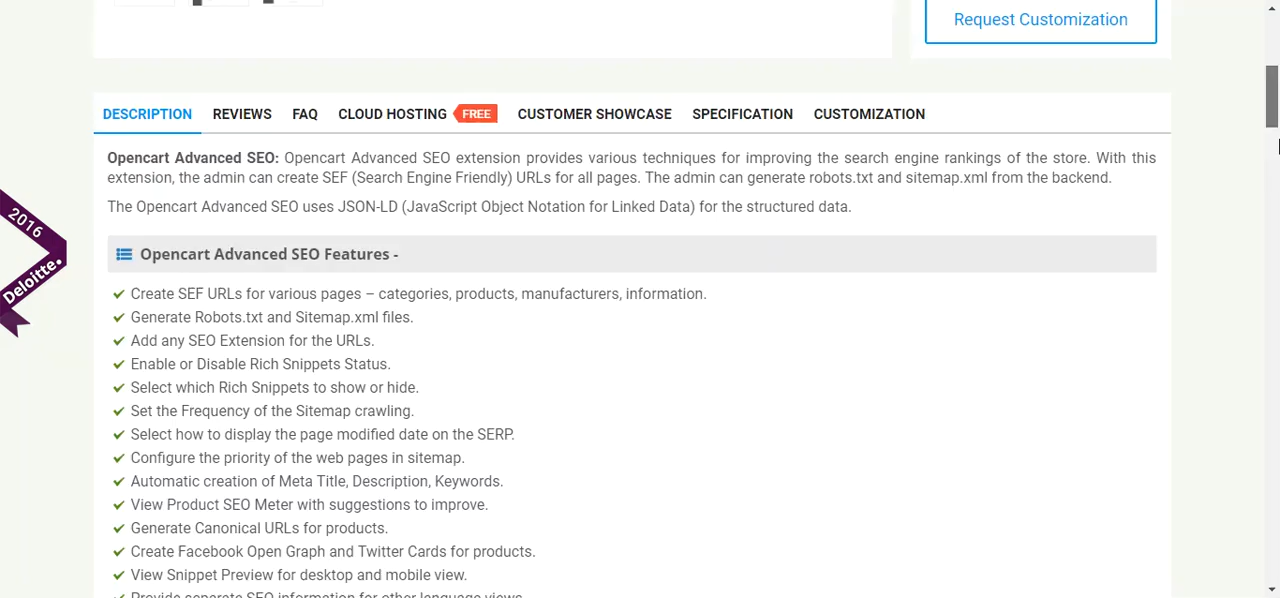 Request Customization
DESCRIPTION REVIEWS FAQ CLOUD HOSTING FREE CUSTOMER SHOWCASE SPECIFICATION CUSTOMIZATION
Opencart Advanced SEO: Opencart Advanced SEO extension provides various techniques for improving the search engine rankings of the store. With this
extension, the admin can create SEF (Search Engine Friendly) URLs for all pages. The admin can generate robots.txt and sitemap.xml from the backend.
The Opencart Advanced SEO uses JSON-LD (JavaScript Object Notation for Linked Data) for the structured data.
2016
Deloitte.
Opencart Advanced SEO Features -
Create SEF URLs for various pages – categories, products, manufacturers, information.
Generate Robots.txt and Sitemap.xml files.
Add any SEO Extension for the URLs.
Enable or Disable Rich Snippets Status.
Select which Rich Snippets to show or hide.
Set the Frequency of the Sitemap crawling.
Select how to display the page modified date on the SERP.
Configure the priority of the web pages in sitemap.
Automatic creation of Meta Title, Description, Keywords.
View Product SEO Meter with suggestions to improve.
Generate Canonical URLs for products.
Create Facebook Open Graph and Twitter Cards for products.
View Snippet Preview for desktop and mobile view.
Provide separate SEO information for other language views.